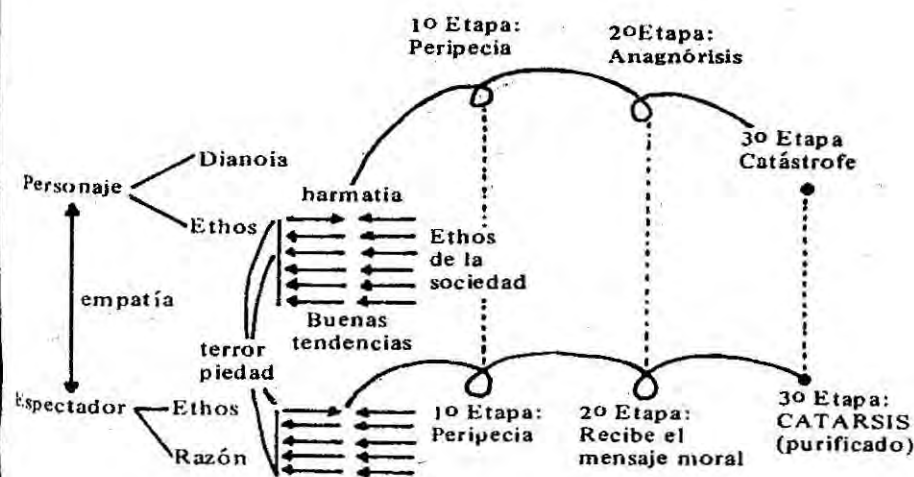 1º Etapa:
Peripecia
2ºEtapa:
Anagnórisis
3º Etapa
Catástrofe
Dianoia
Personaje
harmatia
Ethos
Ethos
de la
sociedad
empatía
Buenas
tendencias
terror
piedad
Espectador
Ethos
Razón
1º Etapa:
Peripecia
2º Etapa:
Recibe el
mensaje moral
3º Etapa:
CATARSIS
(purificado)